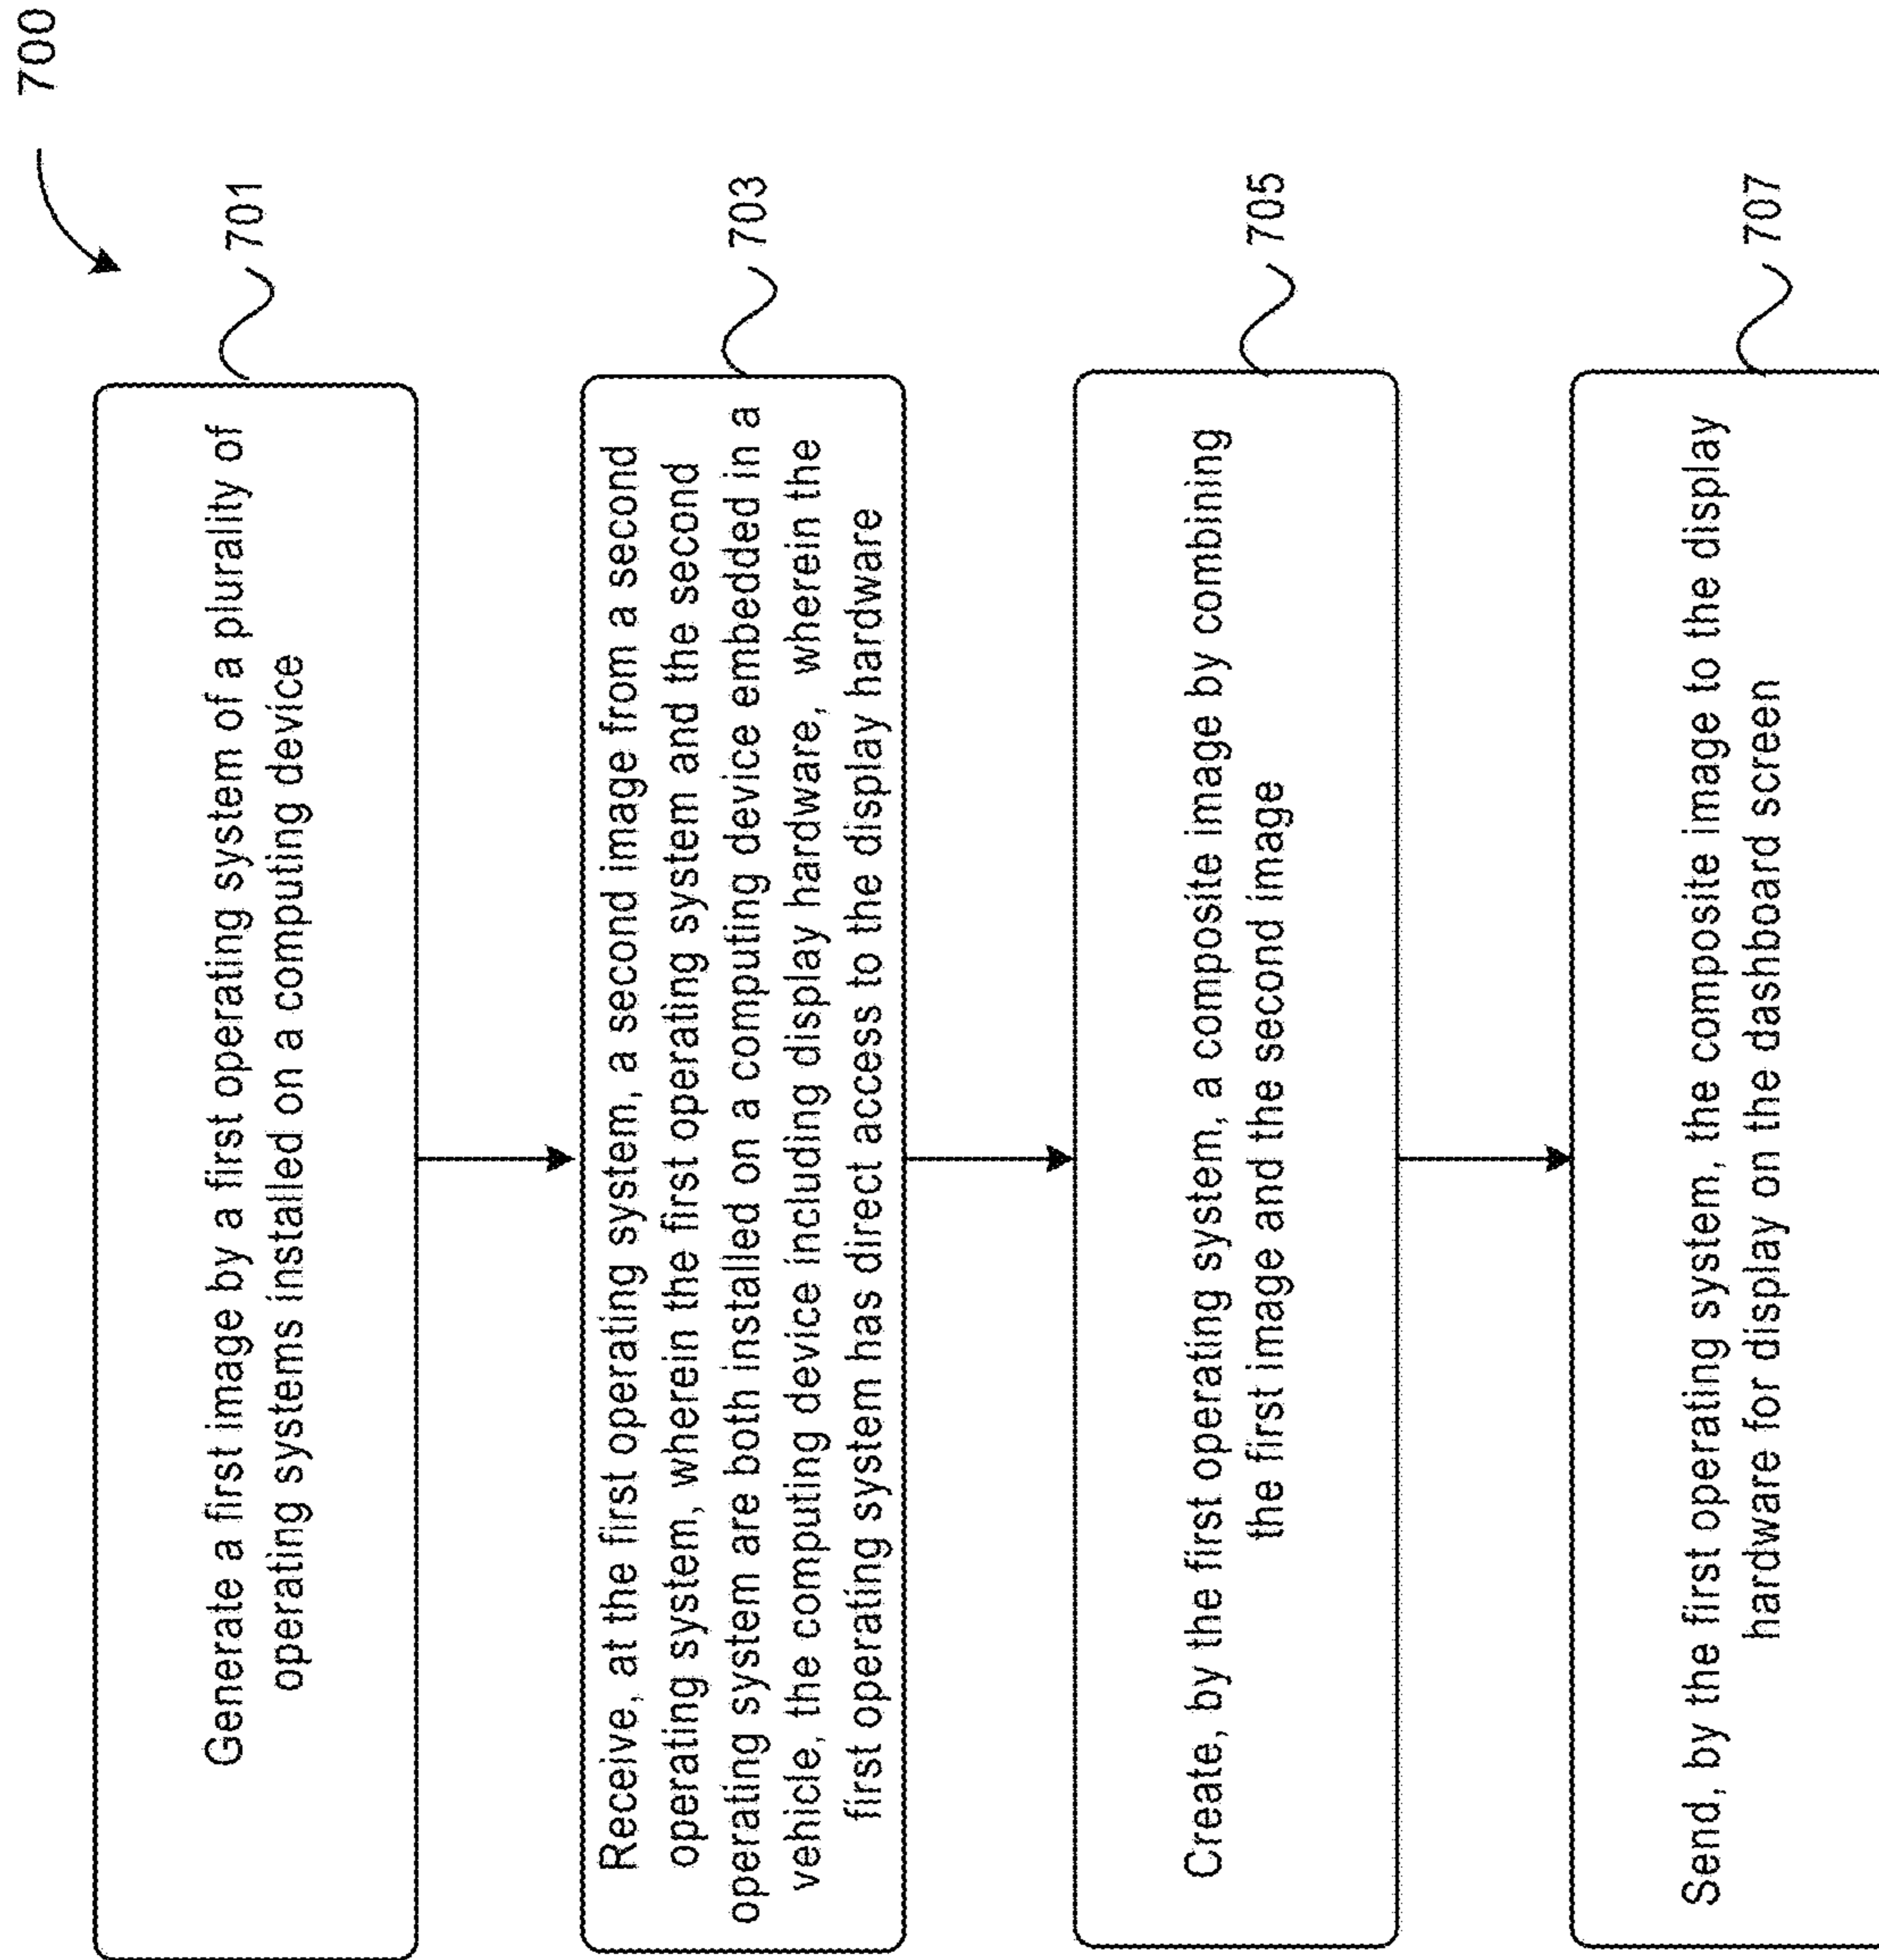 700
701
Generate a first image by a first operating system of a plurality of
operating systems installed on a computing device
703
Receive, at the first operating system, a second image from a second
operating system, wherein the first operating system and the second
operating system are both installed on a computing device embedded in a
vehicle, the computing device including display hardware, wherein the
first operating system has direct access to the display hardware
705
Create, by the first operating system, a composite image by combining
the first image and the second image
707
Send, by the first operating system, the composite image to the display
hardware for display on the dashboard screen